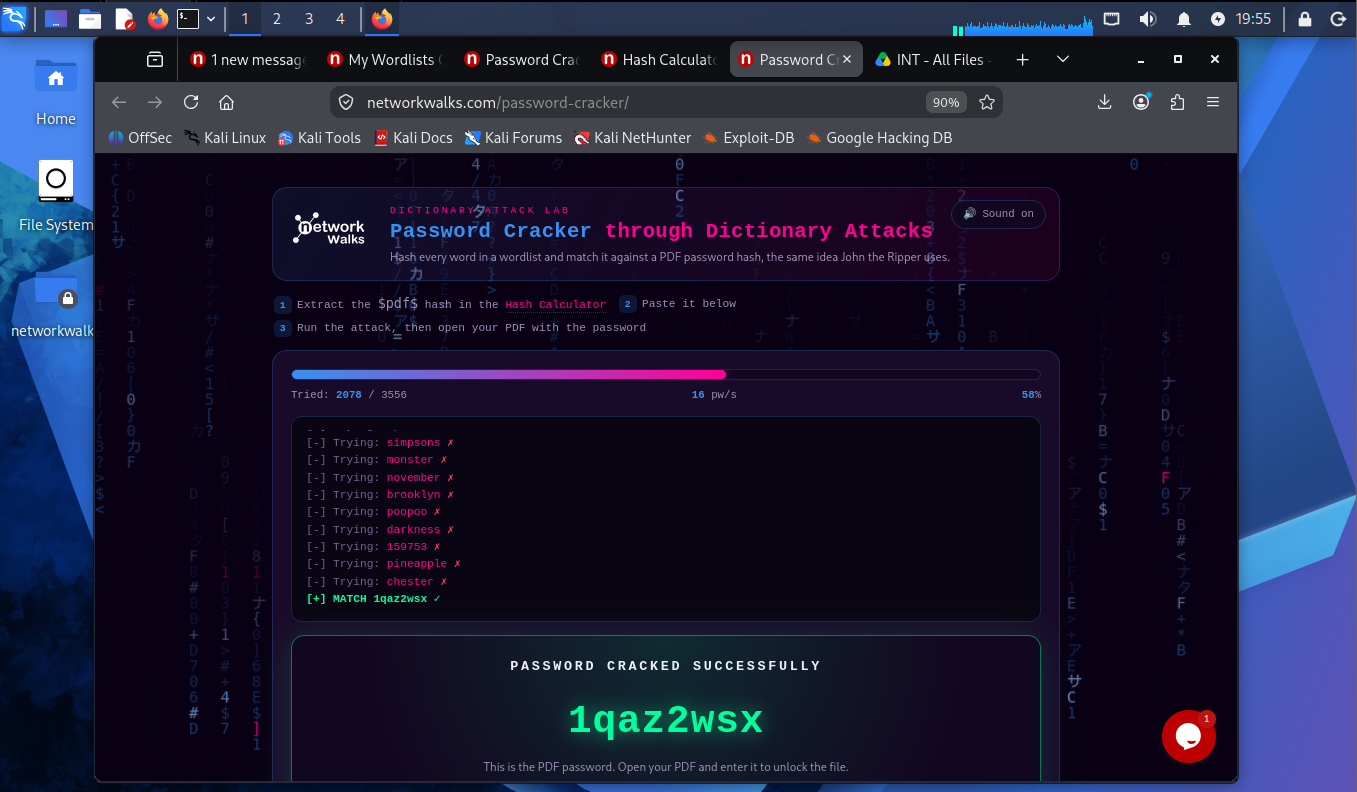 1
2
3
4
19:55
Home
File System
networkwalk
1 new messag
My Wordlists
Password Crac
Hash Calculato
Password C
INT - All Files -
networkwalks.com/password-cracker/
90%
OffSec
Kali Linux
Kali Tools
Kali Docs
Kali Forums
Kali NetHunter
Exploit-DB
Google Hacking DB
network
walks
DICTIONARY ATTACK LAB
Password Cracker through Dictionary Attacks
Hash every word in a wordlist and match it against a PDF password hash, the same idea John the Ripper uses.
Sound on
1 Extract the $pdf$ hash in the Hash Calculator 2 Paste it below
3 Run the attack, then open your PDF with the password
Tried: 2078 / 3556
16 pw/s
58%
[-] Trying: simpsons ✗
[-] Trying: monster ✗
[-] Trying: november ✗
[-] Trying: brooklyn ✗
[-] Trying: poopoo ✗
[-] Trying: darkness ✗
[-] Trying: 159753 ✗
[-] Trying: pineapple ✗
[-] Trying: chester ✗
[+] MATCH 1qaz2wsx ✓
PASSWORD CRACKED SUCCESSFULLY
1qaz2wsx
This is the PDF password. Open your PDF and enter it to unlock the file.
1